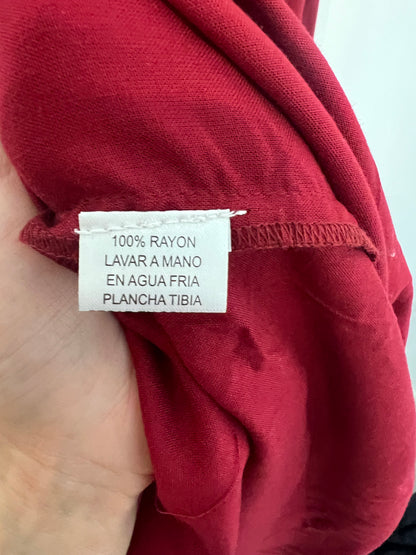 100% RAYON
LAVAR A MANO
EN AGUA FRIA
PLANCHA TIBIA